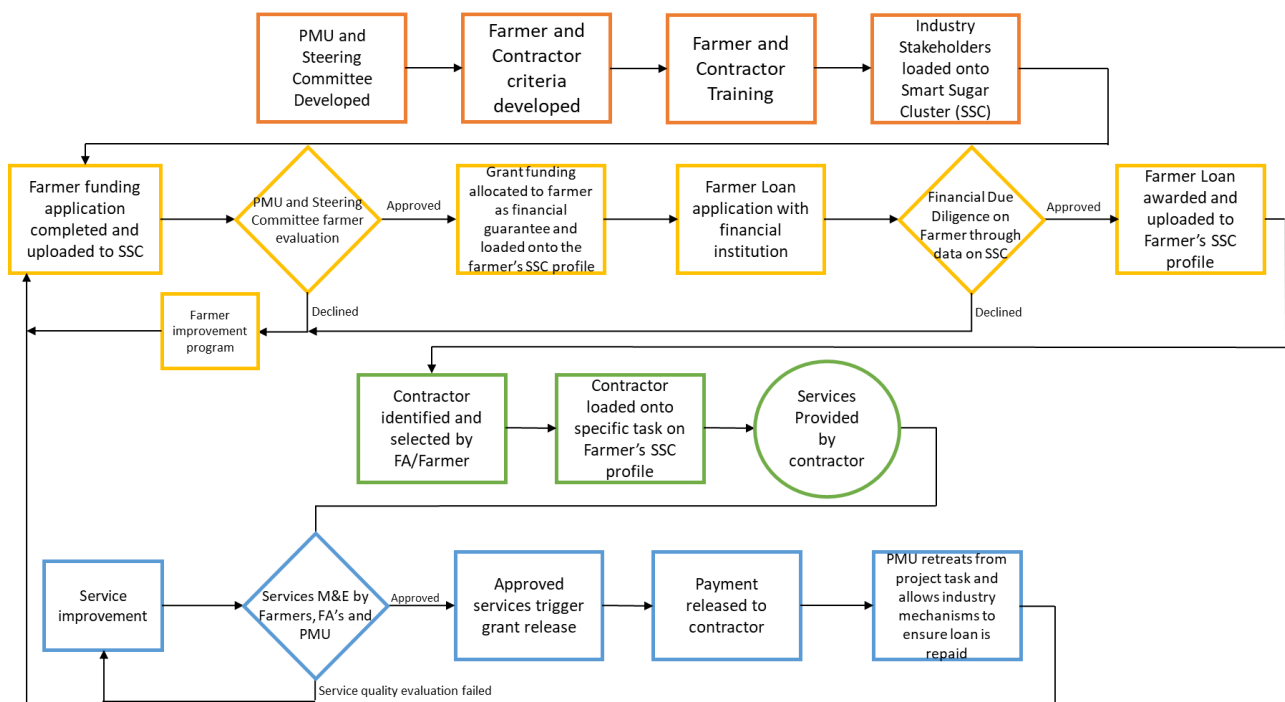 PMU and
Steering
Committee
Developed
Farmer and
Contractor
criteria
developed
Farmer and
Contractor
Training
Industry
Stakeholders
loaded onto
Smart Sugar
Cluster (SSC)
Farmer funding
application
completed and
uploaded to SSC
PMU and Steering
Committee farmer
evaluation
Approved
Declined
Grant funding
allocated to farmer
as financial
guarantee and
loaded onto the
farmer's SSC profile
Farmer Loan
application with
financial
institution
Financial Due
Diligence on
Farmer through
data on SSC
Approved
Declined
Farmer Loan
awarded and
uploaded to
Farmer's SSC
profile
Farmer
improvement
program
Contractor
identified and
selected by
FA/Farmer
Contractor
loaded onto
specific task on
Farmer's SSC
profile
Services
Provided
by
contractor
Service
improvement
Services M&E by
Farmers, FA's and
PMU
Approved
Service quality evaluation failed
Approved
services trigger
grant release
Payment
released to
contractor
PMU retreats from
project task and
allows industry
mechanisms to
ensure loan is
repaid